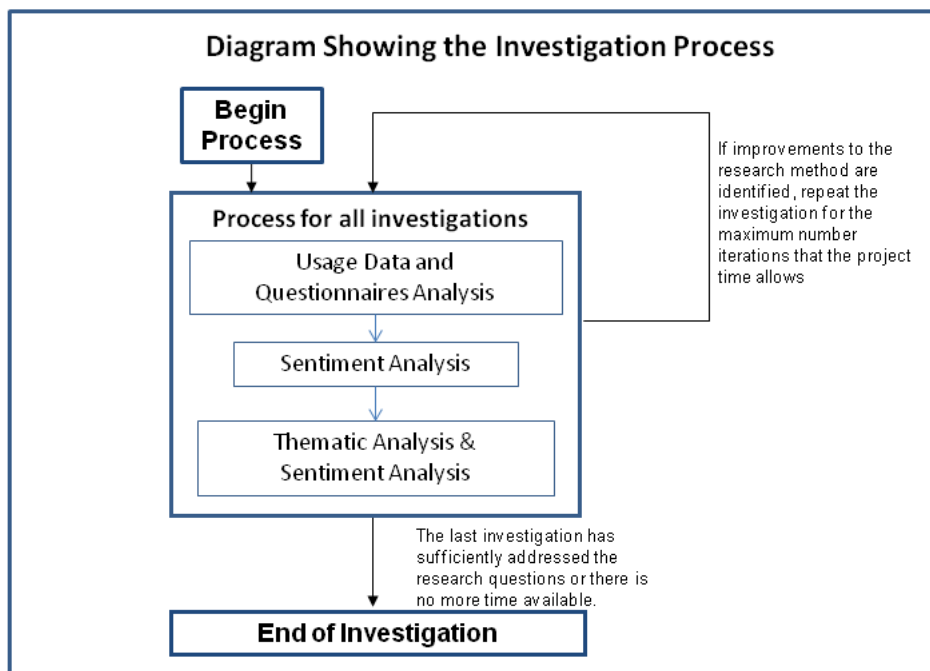 Diagram Showing the Investigation Process
Begin
Process
If improvements to the
research method are
identified, repeat the
investigation for the
maximum number
iterations that the project
time allows
Process for all investigations
Usage Data and
Questionnaires Analysis
Sentiment Analysis
Thematic Analysis &
Sentiment Analysis
The last investigation has
sufficiently addressed the
research questions or there is
no more time available.
End of Investigation